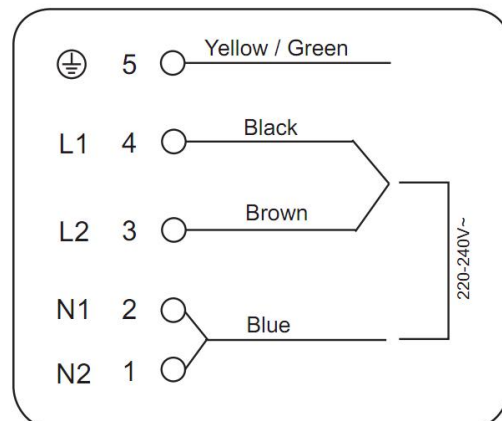 5 Yellow / Green
L1 4 Black
L2 3 Brown
N1 2
Blue
N2 1
220-240V~